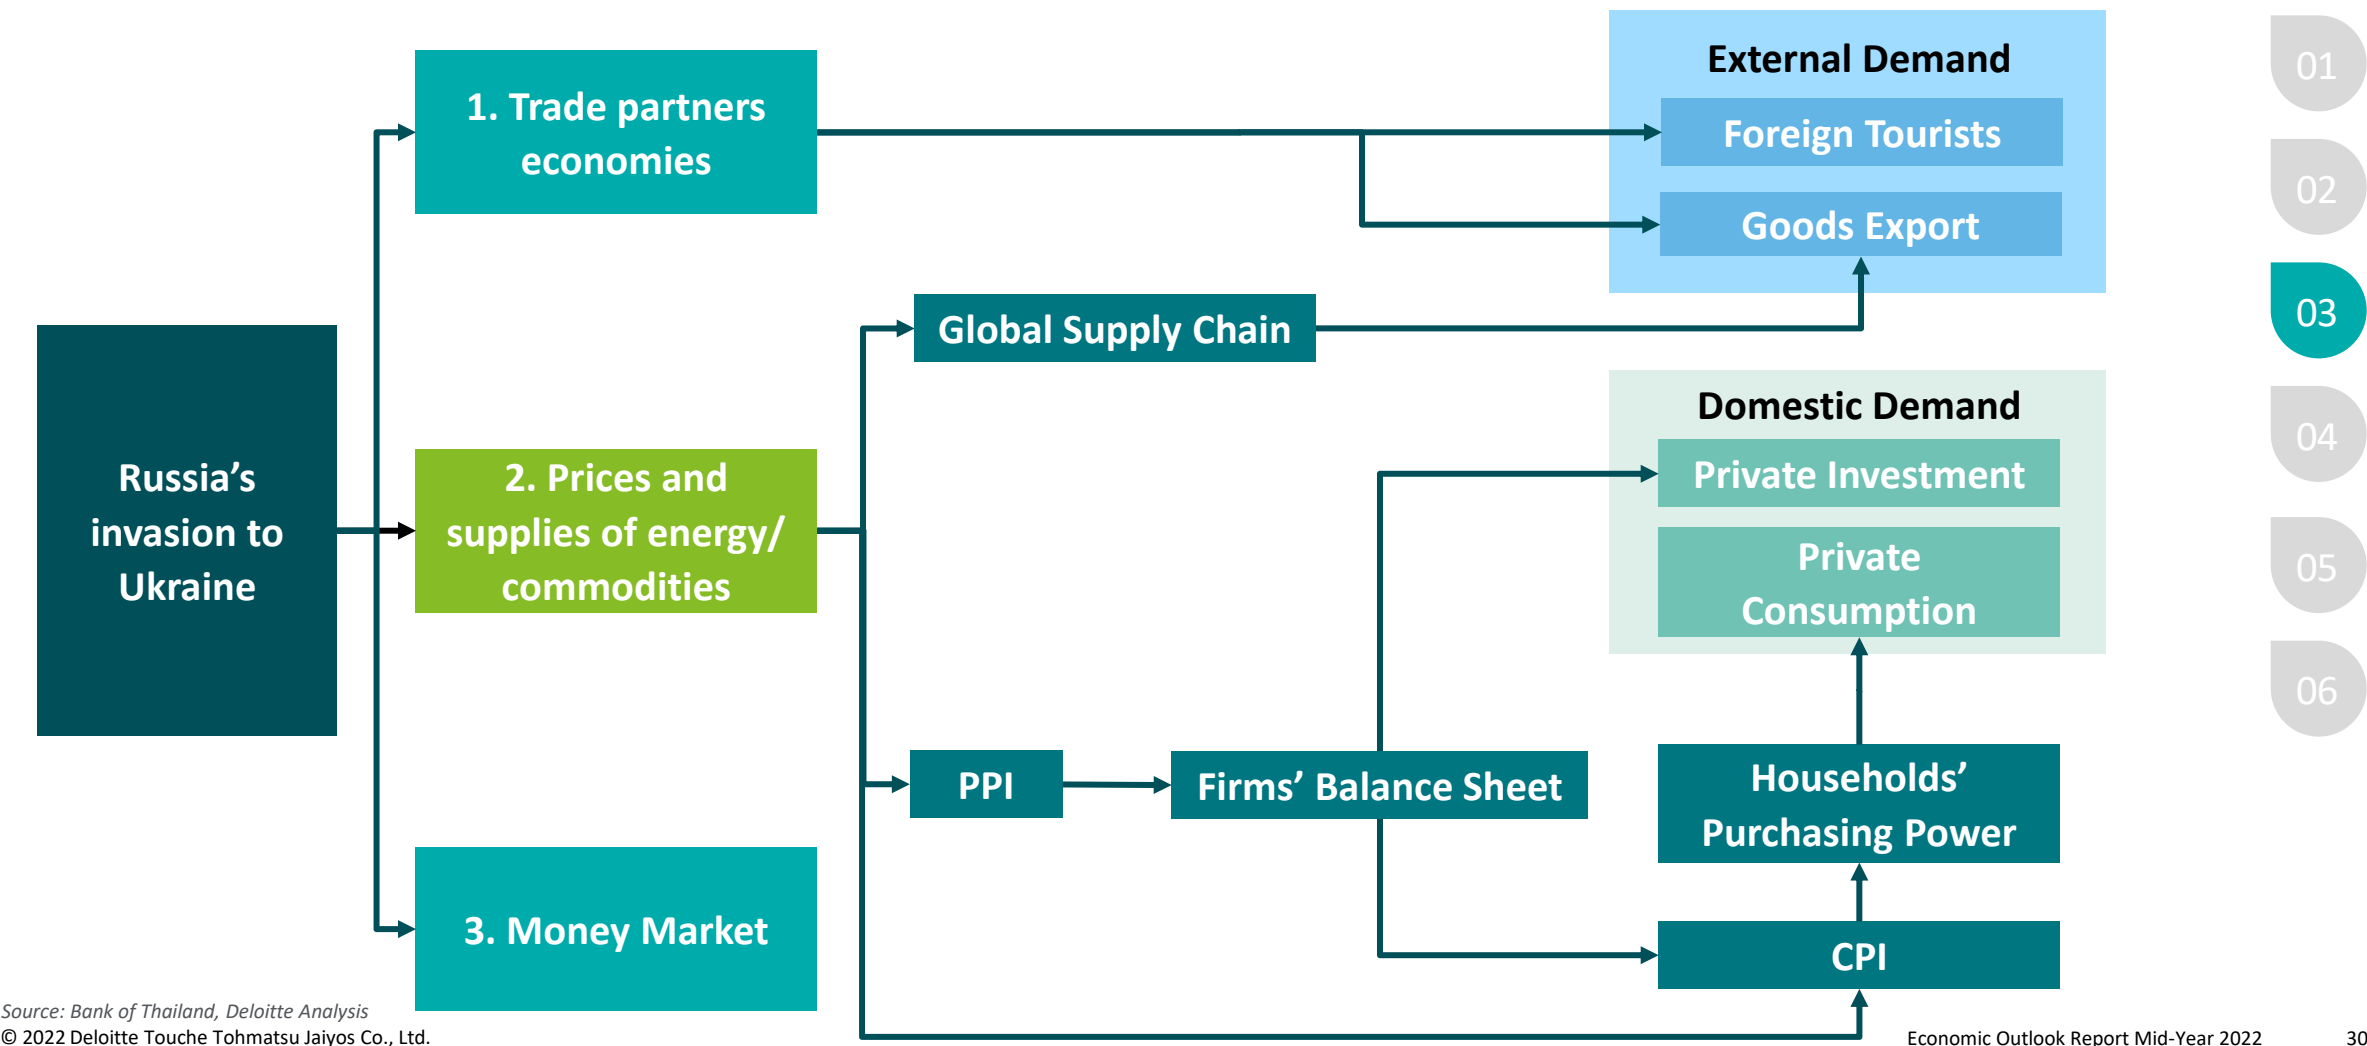 External Demand
1. Trade partners
economies
Foreign Tourists
Goods Export
Global Supply Chain
Domestic Demand
Russia’s
invasion to
Ukraine
2. Prices and
supplies of energy/
commodities
Private Investment
Private
Consumption
PPI
Firms’ Balance Sheet
Households’
Purchasing Power
3. Money Market
CPI
01
02
03
04
05
06
Source: Bank of Thailand, Deloitte Analysis
© 2022 Deloitte Touche Tohmatsu Jaiyos Co., Ltd.
Economic Outlook Report Mid-Year 2022
30